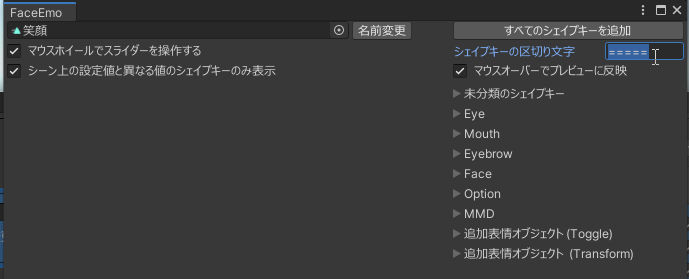 FaceEmo
笑顔
名前変更
すべてのシェイプキーを追加
マウスホイールでスライダーを操作する
シェイプキーの区切り文字
=====
シーン上の設定値と異なる値のシェイプキーのみ表示
マウスオーバーでプレビューに反映
未分類のシェイプキー
Eye
Mouth
Eyebrow
Face
Option
MMD
追加表情オブジェクト(Toggle)
追加表情オブジェクト (Transform)